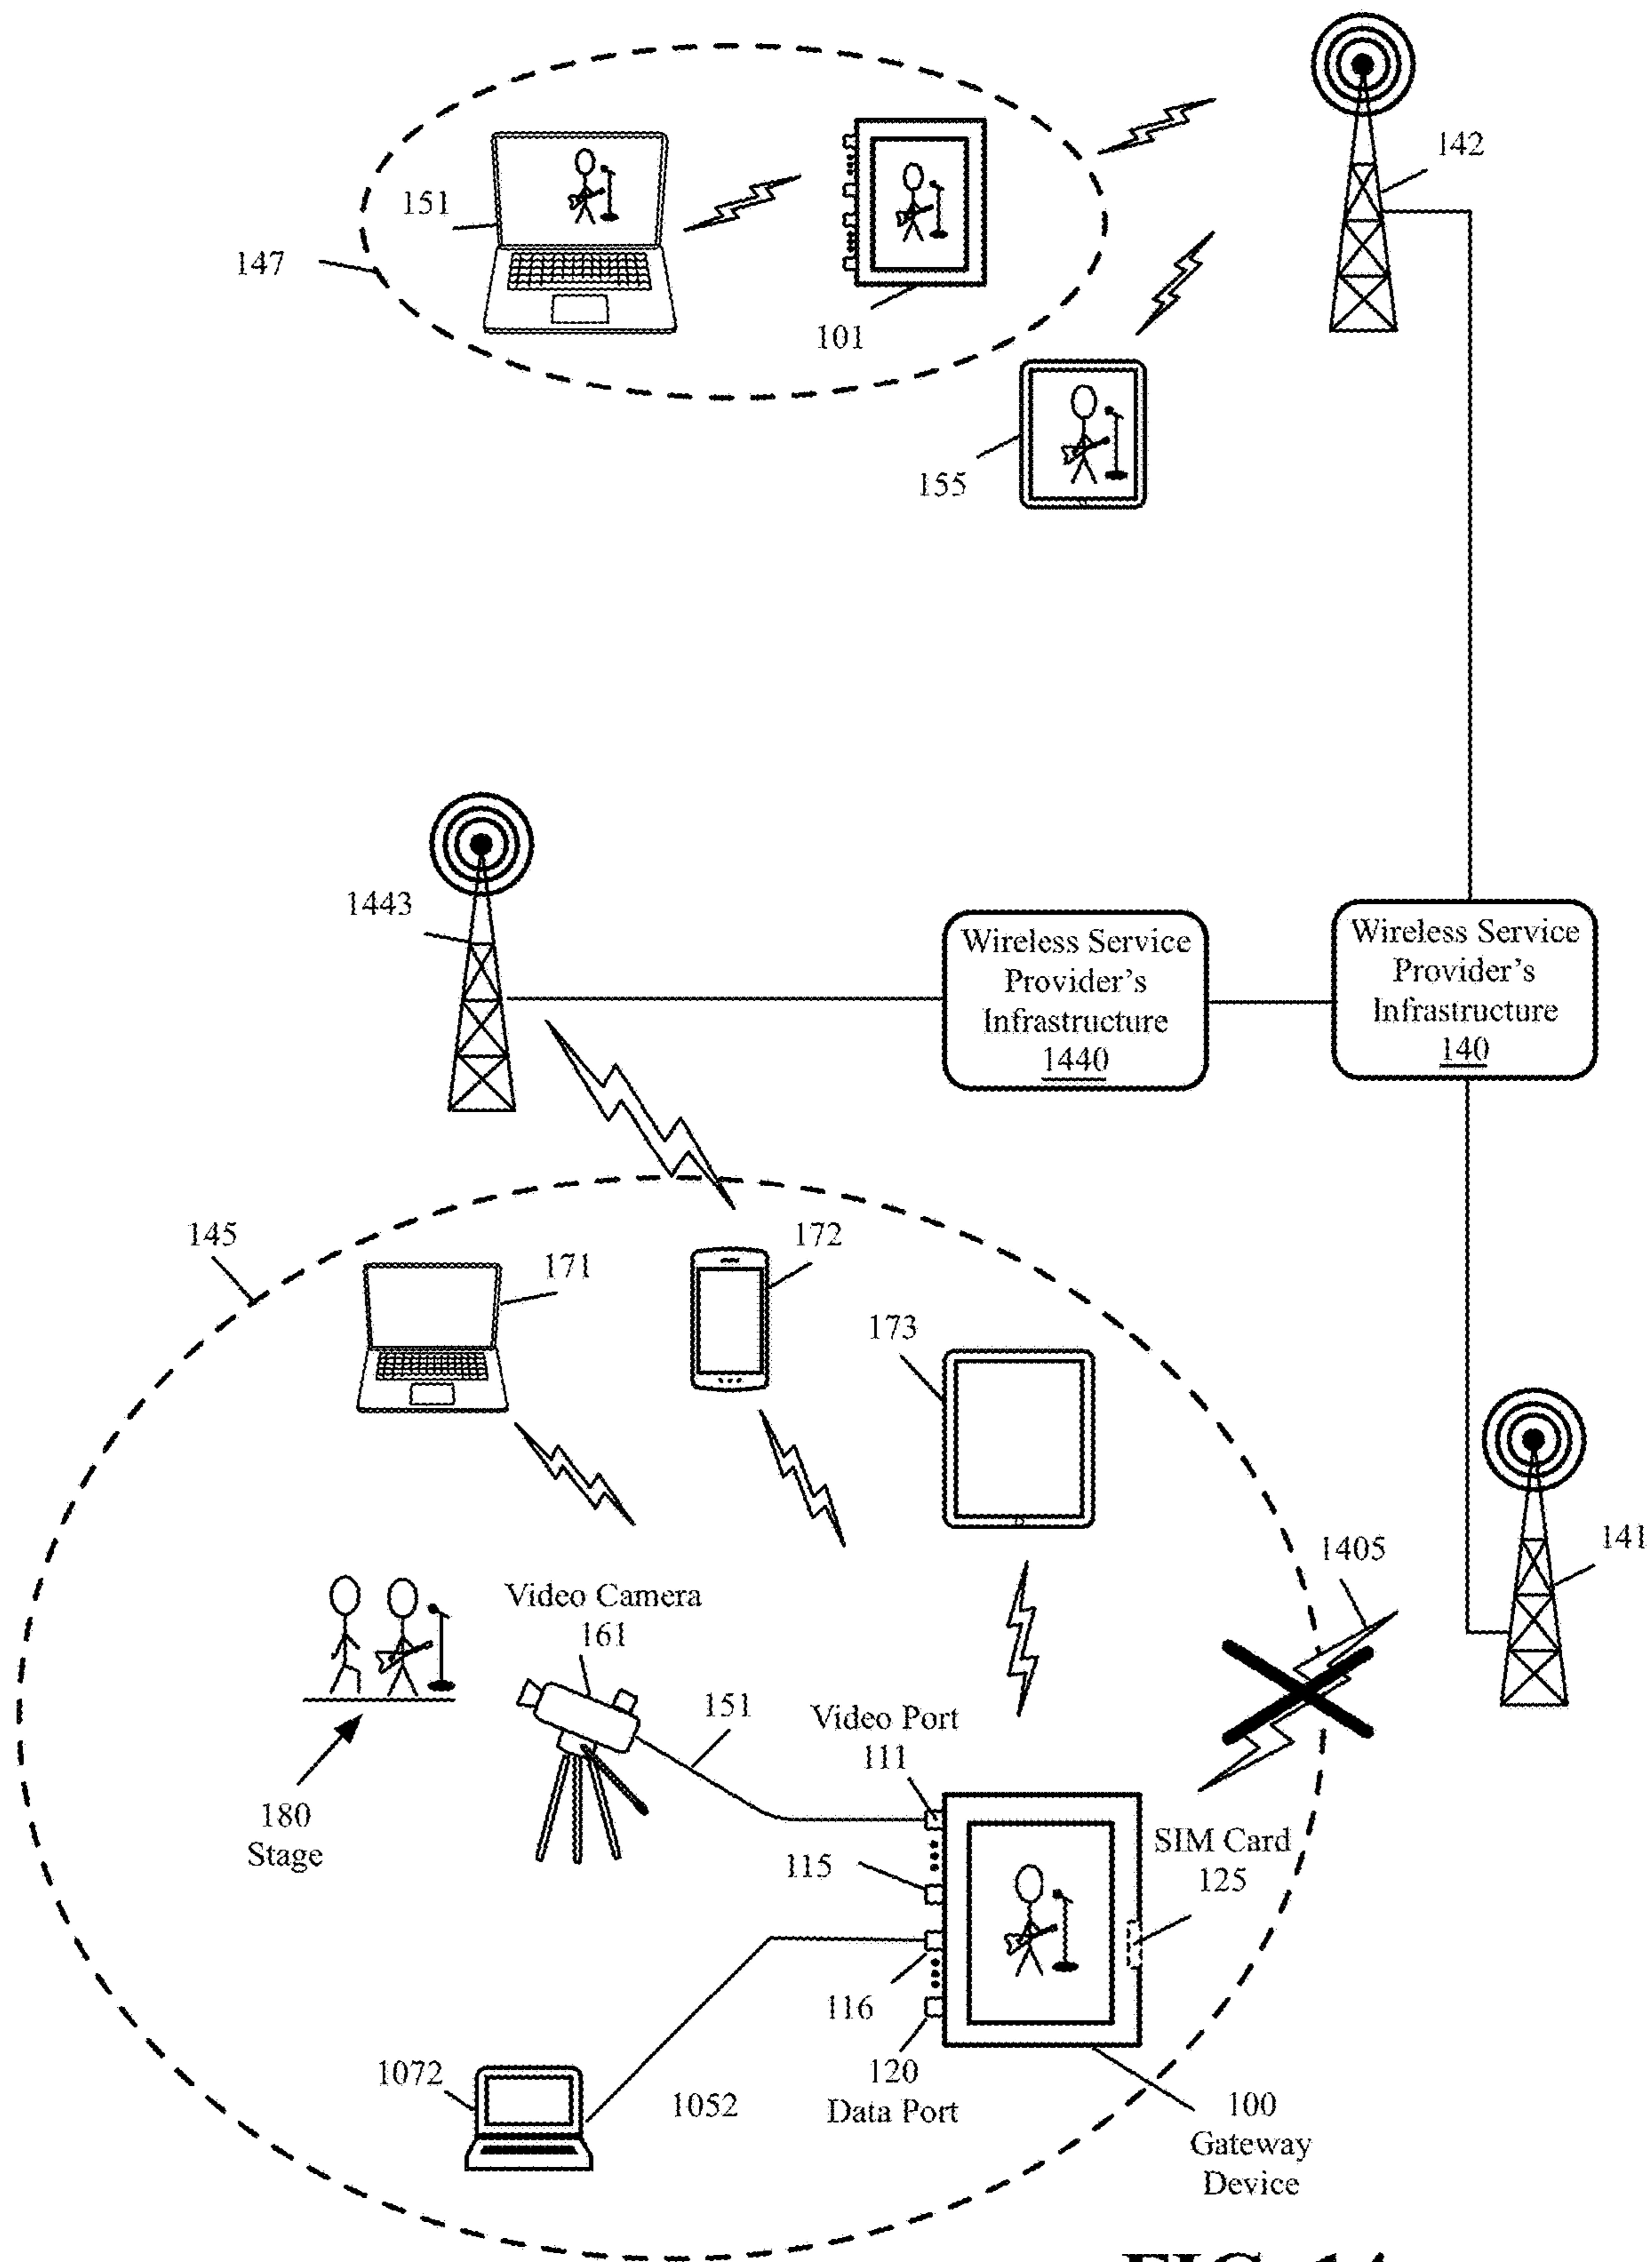 142
151
147
101
155
1443
Wireless Service
Provider's
Infrastructure
1440
Wireless Service
Provider's
Infrastructure
140
145
171
172
173
1405
141
Video Camera
161
151
Video Port
111
180
Stage
115
SIM Card
125
116
1072
1052
120
Data Port
100
Gateway
Device